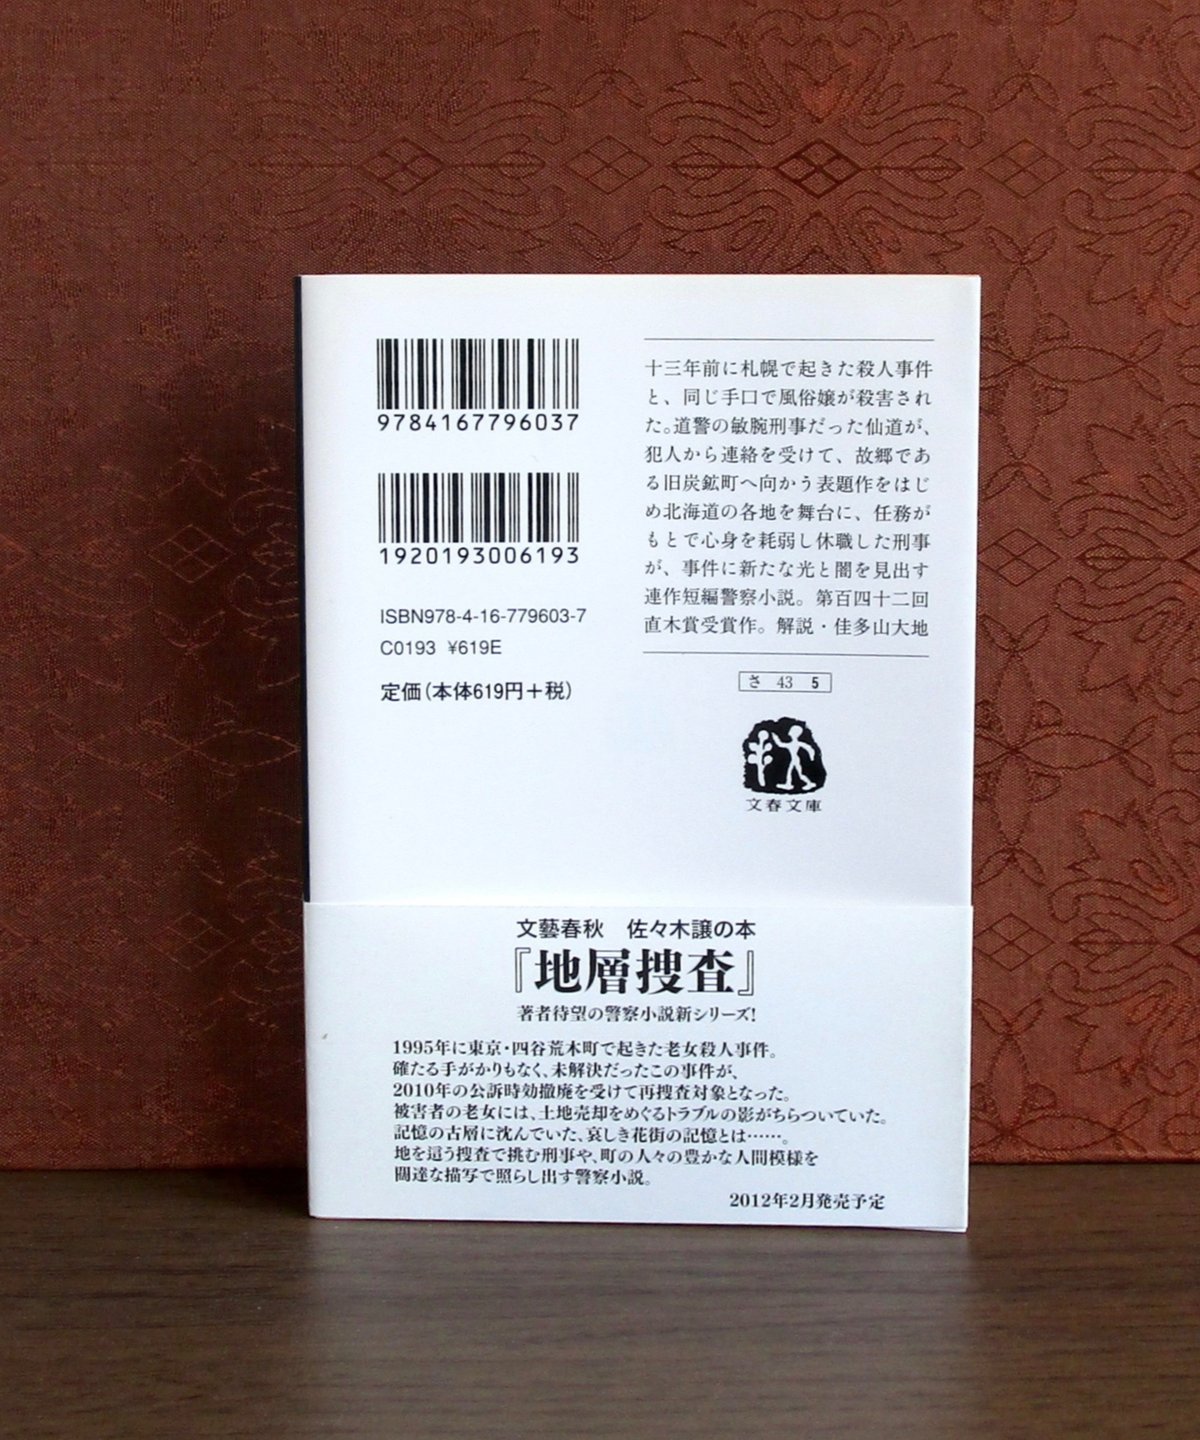 9784167796037
1920193006193
ISBN978-4-16-779603-7
C0193 ¥619E
定価(本体619円+税)
十三年前に札幌で起きた殺人事件
と、同じ手口で風俗嬢が殺害され
た。道警の敏腕刑事だった仙道が、
犯人から連絡を受けて、故郷であ
る旧炭鉱町へ向かう表題作をはじ
め北海道の各地を舞台に、任務が
もとで心身を耗弱し休職した刑事
が、事件に新たな光と闇を見出す
連作短編警察小説。第百四十二回
直木賞受賞作。解説・佳多山大地
さ 43 5
文春文庫
文藝春秋 佐々木譲の本
『地層捜査』
著者待望の警察小説新シリーズ!
1995年に東京・四谷荒木町で起きた老女殺人事件。
確たる手がかりもなく、未解決だったこの事件が、
2010年の公訴時効撤廃を受けて再捜査対象となった。
被害者の老女には、土地売却をめぐるトラブルの影がちらついていた。
記憶の古層に沈んでいた、哀しき花街の記憶とは……。
地を這う捜査で挑む刑事や、町の人々の豊かな人間模様を
闊達な描写で照らし出す警察小説。
2012年2月発売予定